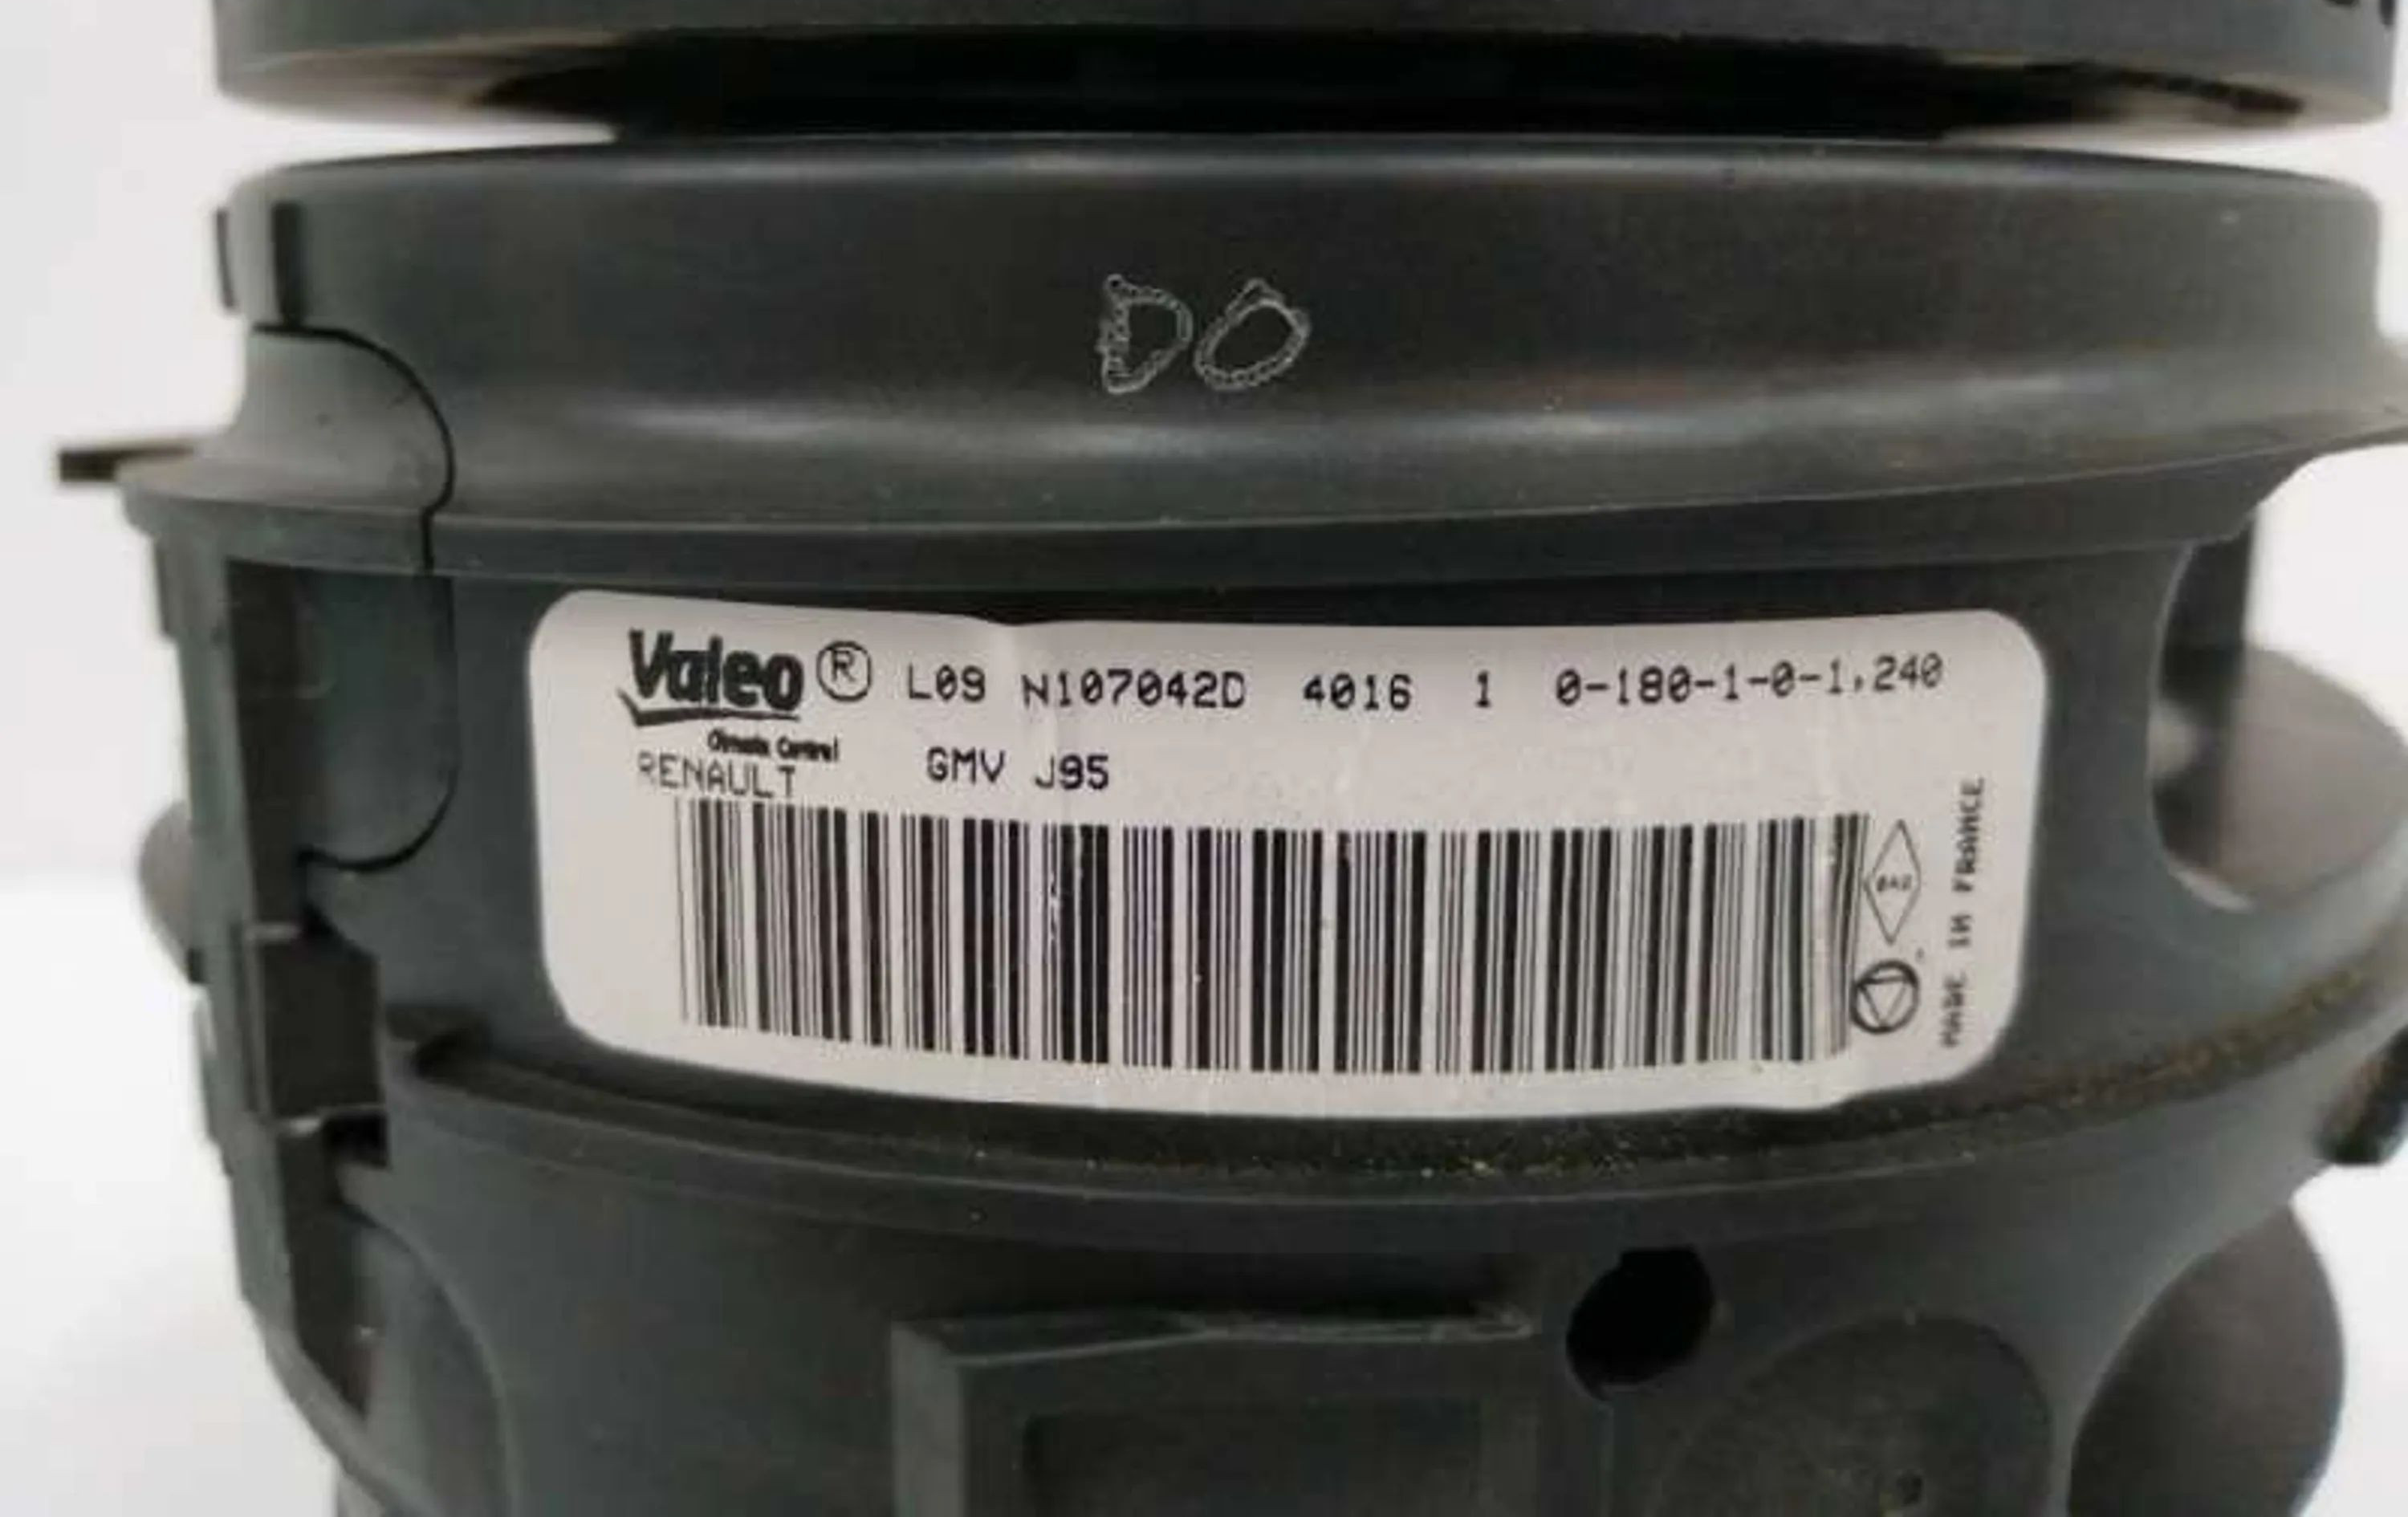 DO
Valeo ® L09 N107042D 4016 1 0-180-1-0-1,240
Climate Control
RENAULT GMV J95
MADE IN FRANCE